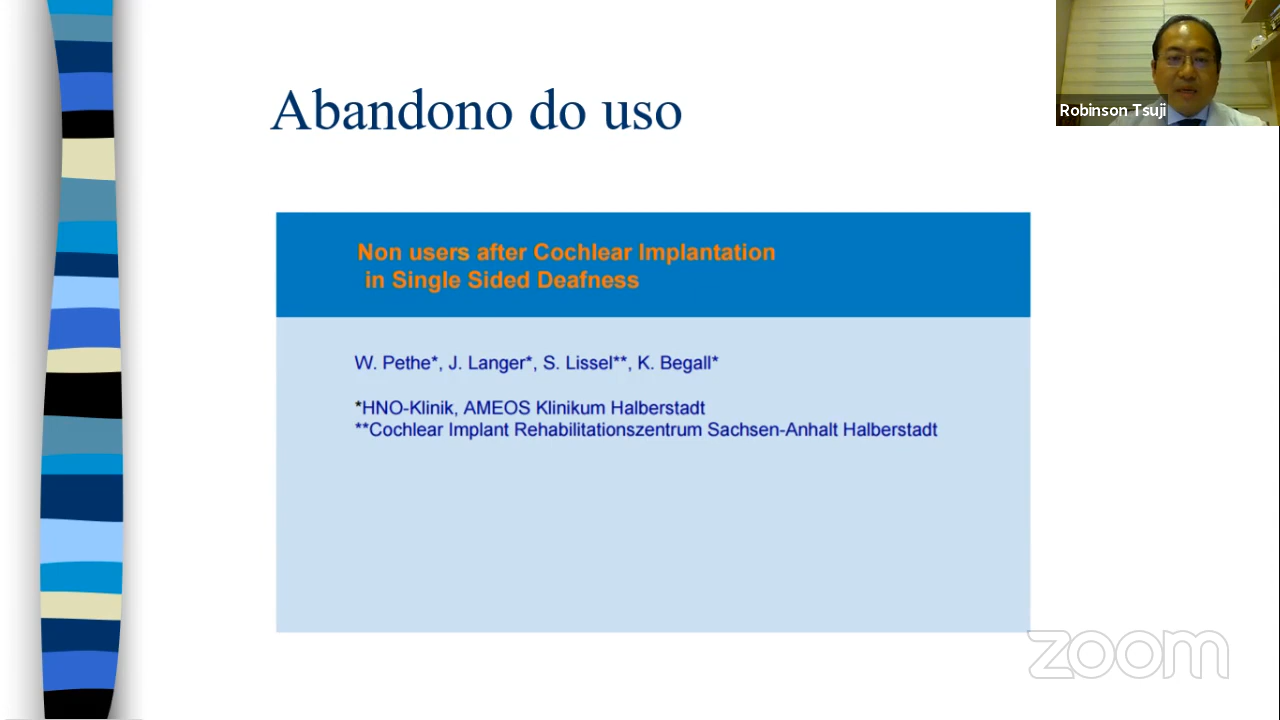 Abandono do uso
Robinson Tsuji
Non users after Cochlear Implantation
in Single Sided Deafness
W. Pethe*, J. Langer*, S. Lissel**, K. Begall*
*HNO-Klinik, AMEOS Klinikum Halberstadt
**Cochlear Implant Rehabilitationszentrum Sachsen-Anhalt Halberstadt
zoom